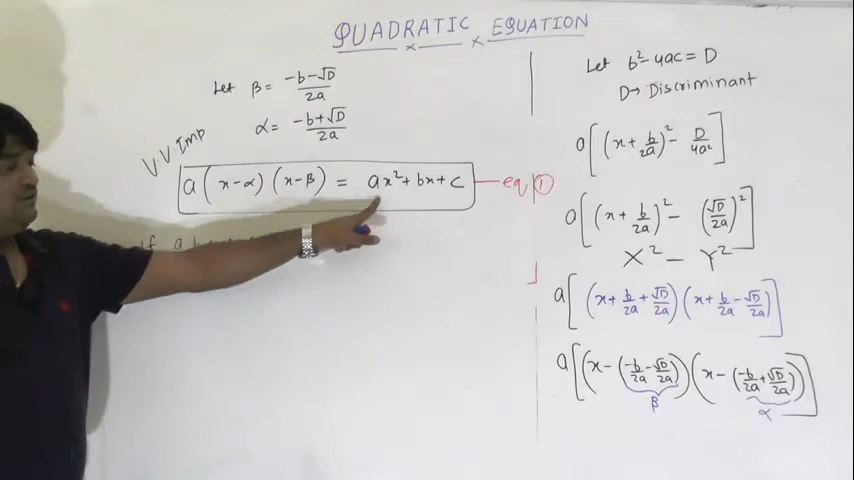 QUADRATIC EQUATION
Let β = (-b-√D)/2a
α = (-b+√D)/2a
V.V. Imp
a(x-α)(x-β) = ax²+bx+c — eq ①
if a
Let b²-4ac = D
D→ Discriminant
a[(x+b/2a)² - D/4a²]
a[(x+b/2a)² - (√D/2a)²]
X² - Y²
a[(x+b/2a+√D/2a)(x+b/2a-√D/2a)]
a[(x-(-b/2a-√D/2a))(x-(-b/2a+√D/2a))]
β α